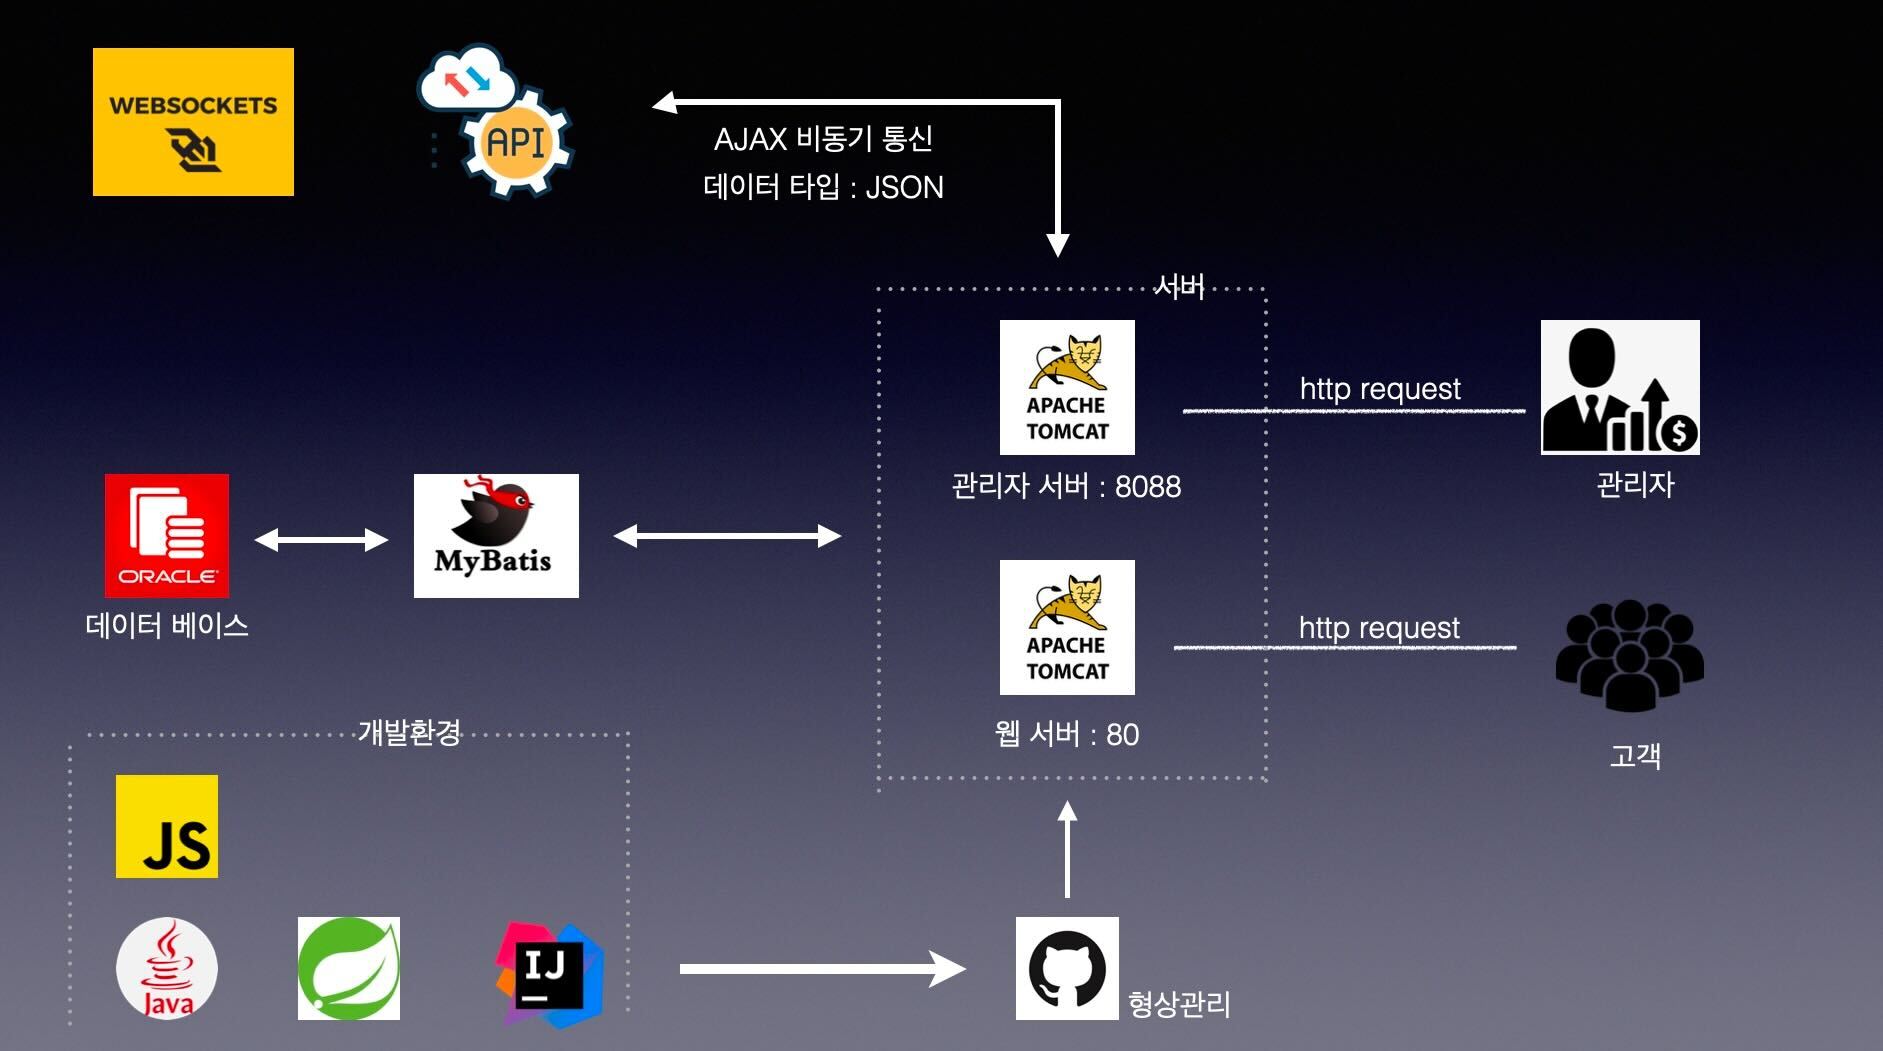 WEBSOCKETS
API
AJAX 비동기 통신
데이터 타입 : JSON
서버
APACHE
TOMCAT
관리자 서버 : 8088
http request
$
관리자
ORACLE
데이터 베이스
MyBatis
APACHE
TOMCAT
웹 서버 : 80
http request
고객
개발환경
JS
Java
IJ
형상관리